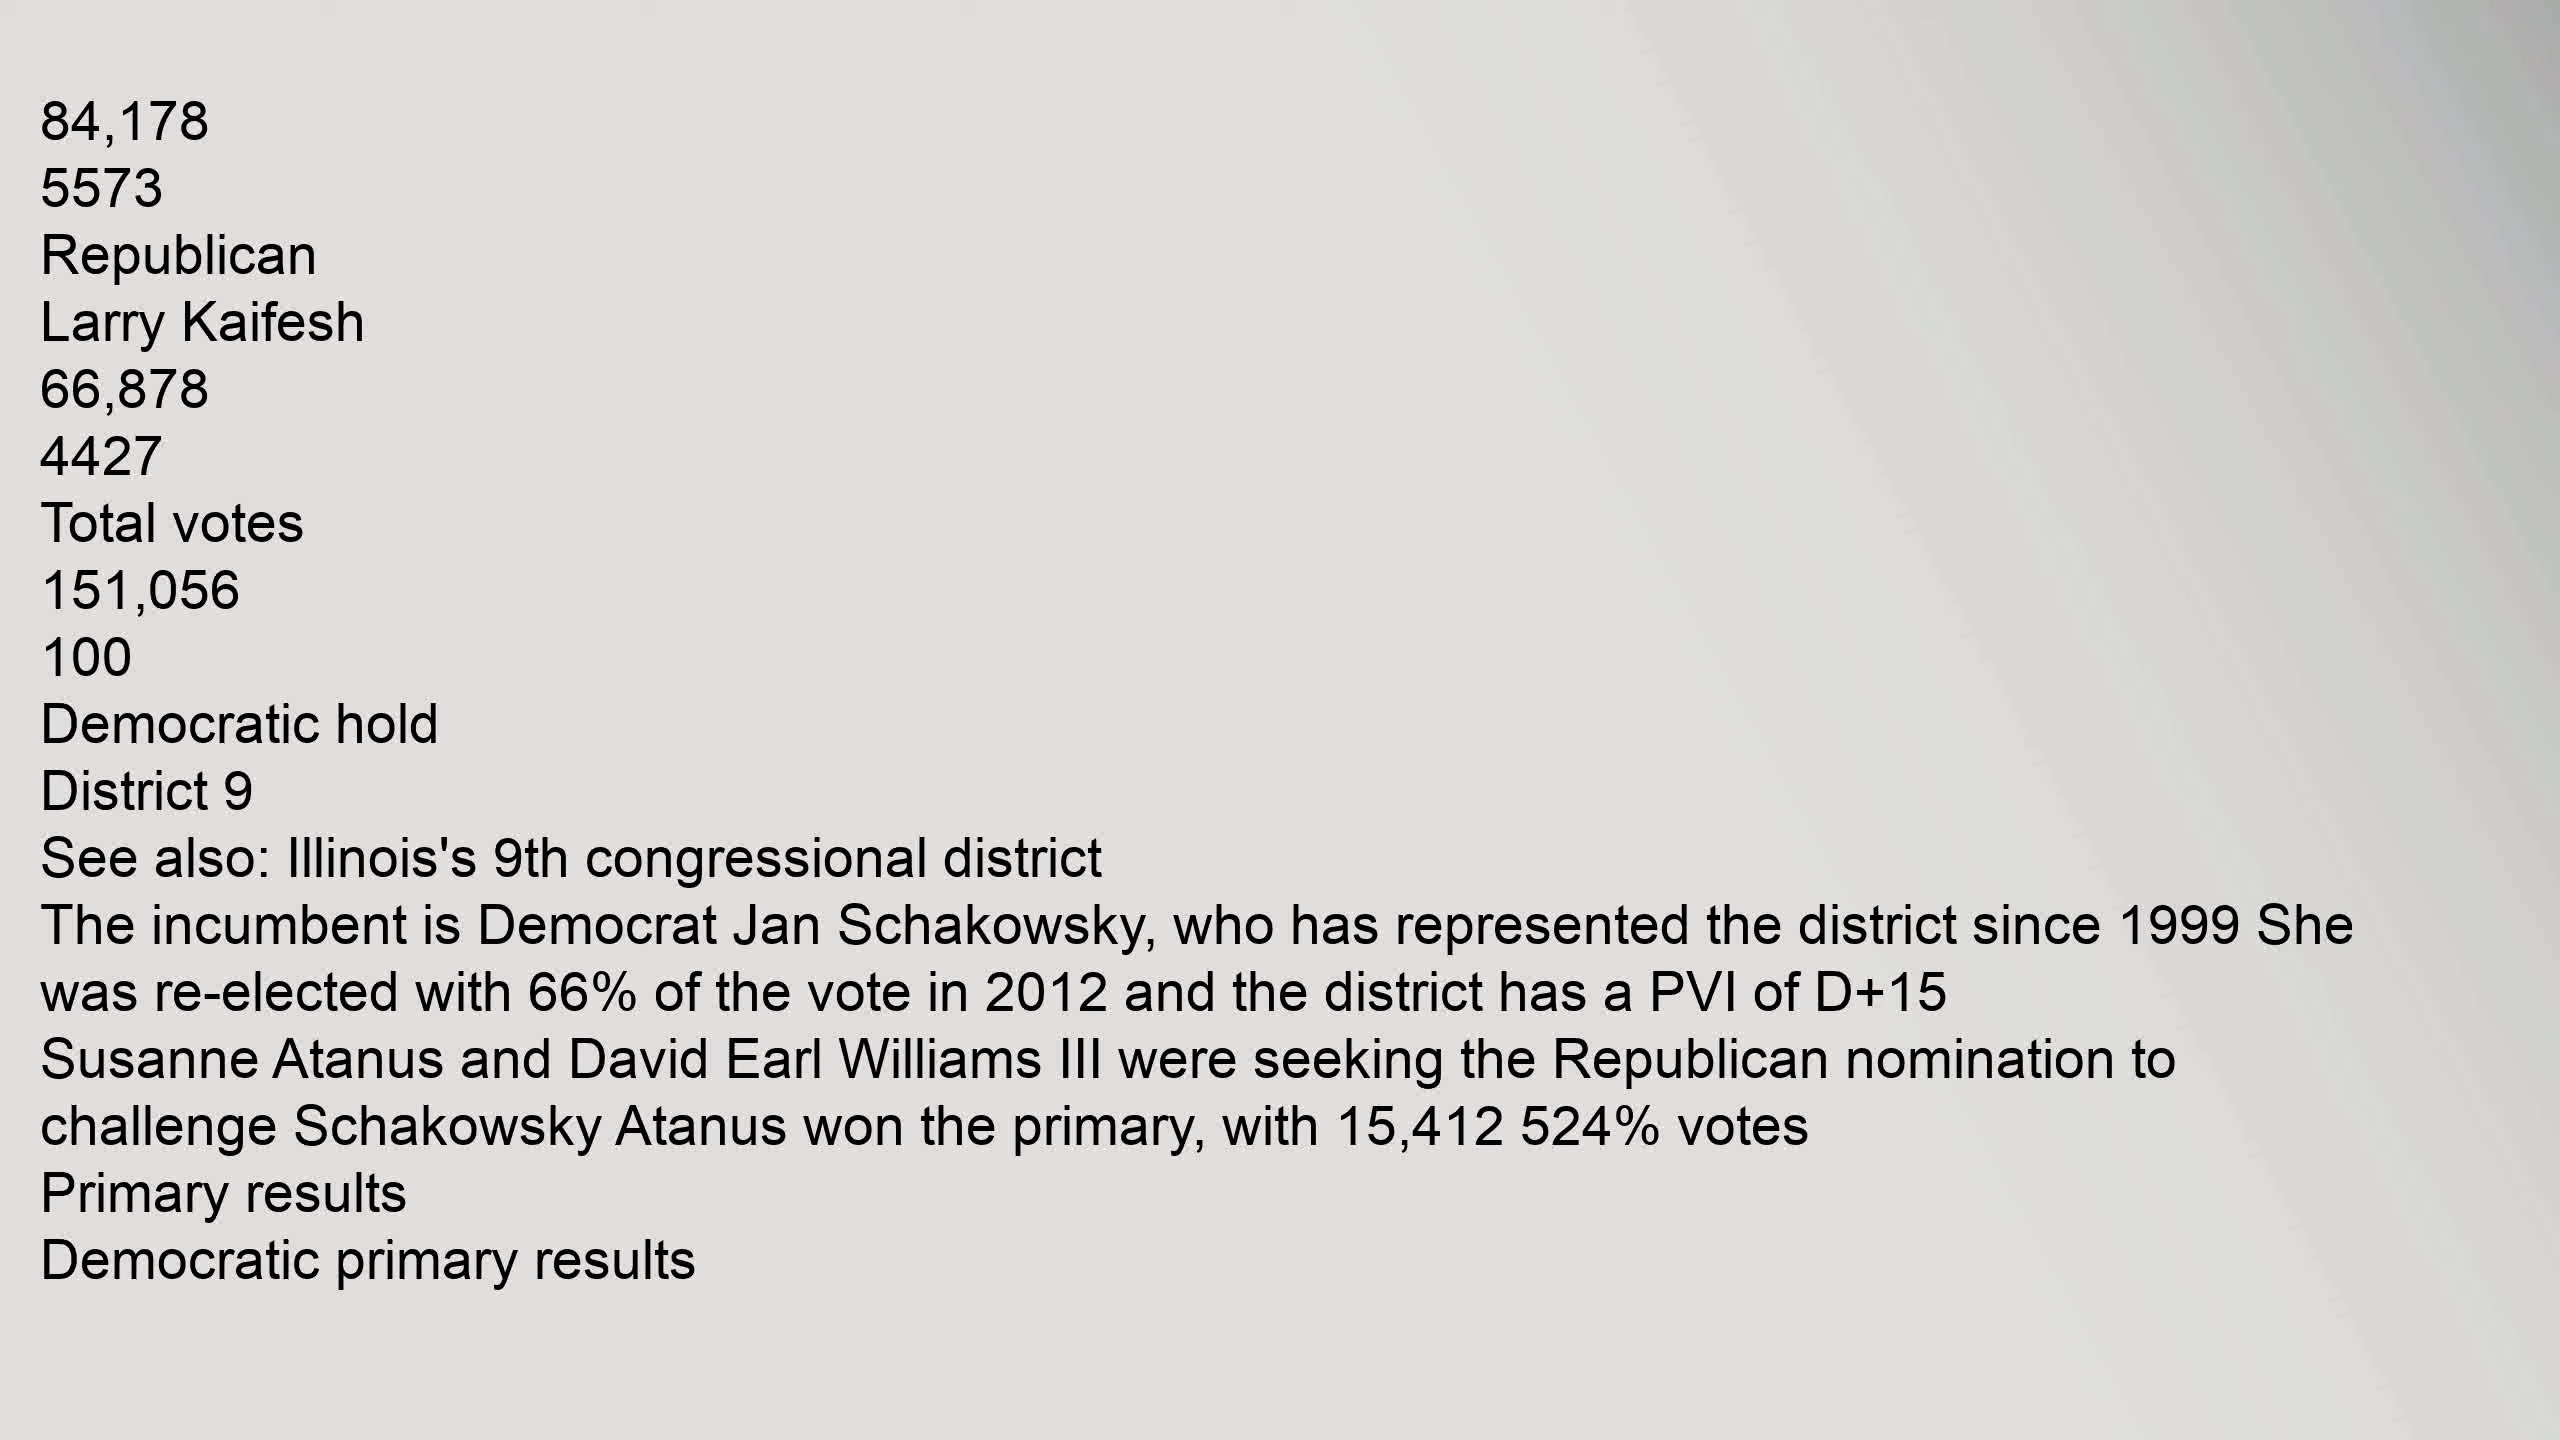 84,178
5573
Republican
Larry Kaifesh
66,878
4427
Total votes
151,056
100
Democratic hold
District 9
See also: Illinois's 9th congressional district
The incumbent is Democrat Jan Schakowsky, who has represented the district since 1999 She
was re-elected with 66% of the vote in 2012 and the district has a PVI of D+15
Susanne Atanus and David Earl Williams III were seeking the Republican nomination to
challenge Schakowsky Atanus won the primary, with 15,412 524% votes
Primary results
Democratic primary results